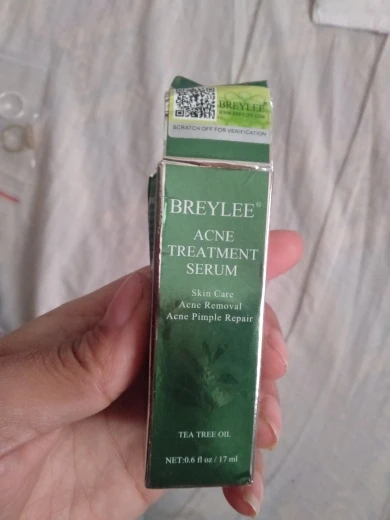 BREYLEE®
SCRATCH OFF FOR VERIFICATION
BREYLEE®
ACNE
TREATMENT
SERUM
Skin Care
Acne Removal
Acne Pimple Repair
TEA TREE OIL
NET:0.6 fl oz / 17 ml